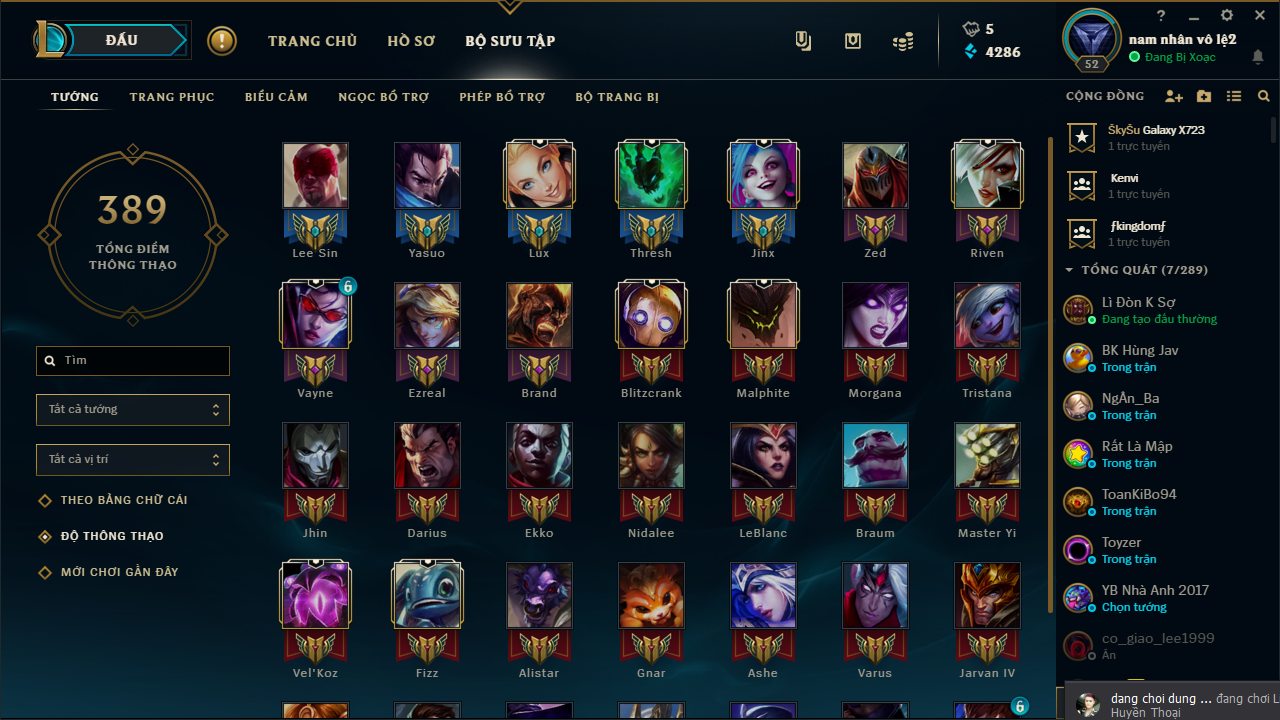 ĐẤU
TRANG CHỦ
HỒ SƠ
BỘ SƯU TẬP
5
4286
52
nam nhân vô lệ2
Đang Bị Xoạc
TƯỚNG
TRANG PHỤC
BIỂU CẢM
NGỌC BỔ TRỢ
PHÉP BỔ TRỢ
BỘ TRANG BỊ
389
TỔNG ĐIỂM
THÔNG THẠO
Tìm
Tất cả tướng
Tất cả vị trí
THEO BẢNG CHỮ CÁI
ĐỘ THÔNG THẠO
MỚI CHƠI GẦN ĐÂY
Lee Sin
Yasuo
Lux
Thresh
Jinx
Zed
Riven
6
Vayne
Ezreal
Brand
Blitzcrank
Malphite
Morgana
Tristana
Jhin
Darius
Ekko
Nidalee
LeBlanc
Braum
Master Yi
Vel'Koz
Fizz
Alistar
Gnar
Ashe
Varus
Jarvan IV
6
CỘNG ĐỒNG
ŠkyŠu Galaxy X723
1 trực tuyến
Kenvi
1 trực tuyến
ƒkingdomƒ
1 trực tuyến
TỔNG QUÁT (7/289)
Lì Đòn K Sợ
Đang tạo đấu thường
BK Hùng Jav
Trong trận
NgÂn_Ba
Trong trận
Rất Là Mập
Trong trận
ToanKiBo94
Trong trận
Toyzer
Trong trận
YB Nhà Anh 2017
Chọn tướng
co_giao_lee1999
Ẩn
dang choi dung ... đang chơi L
Huyền Thoại